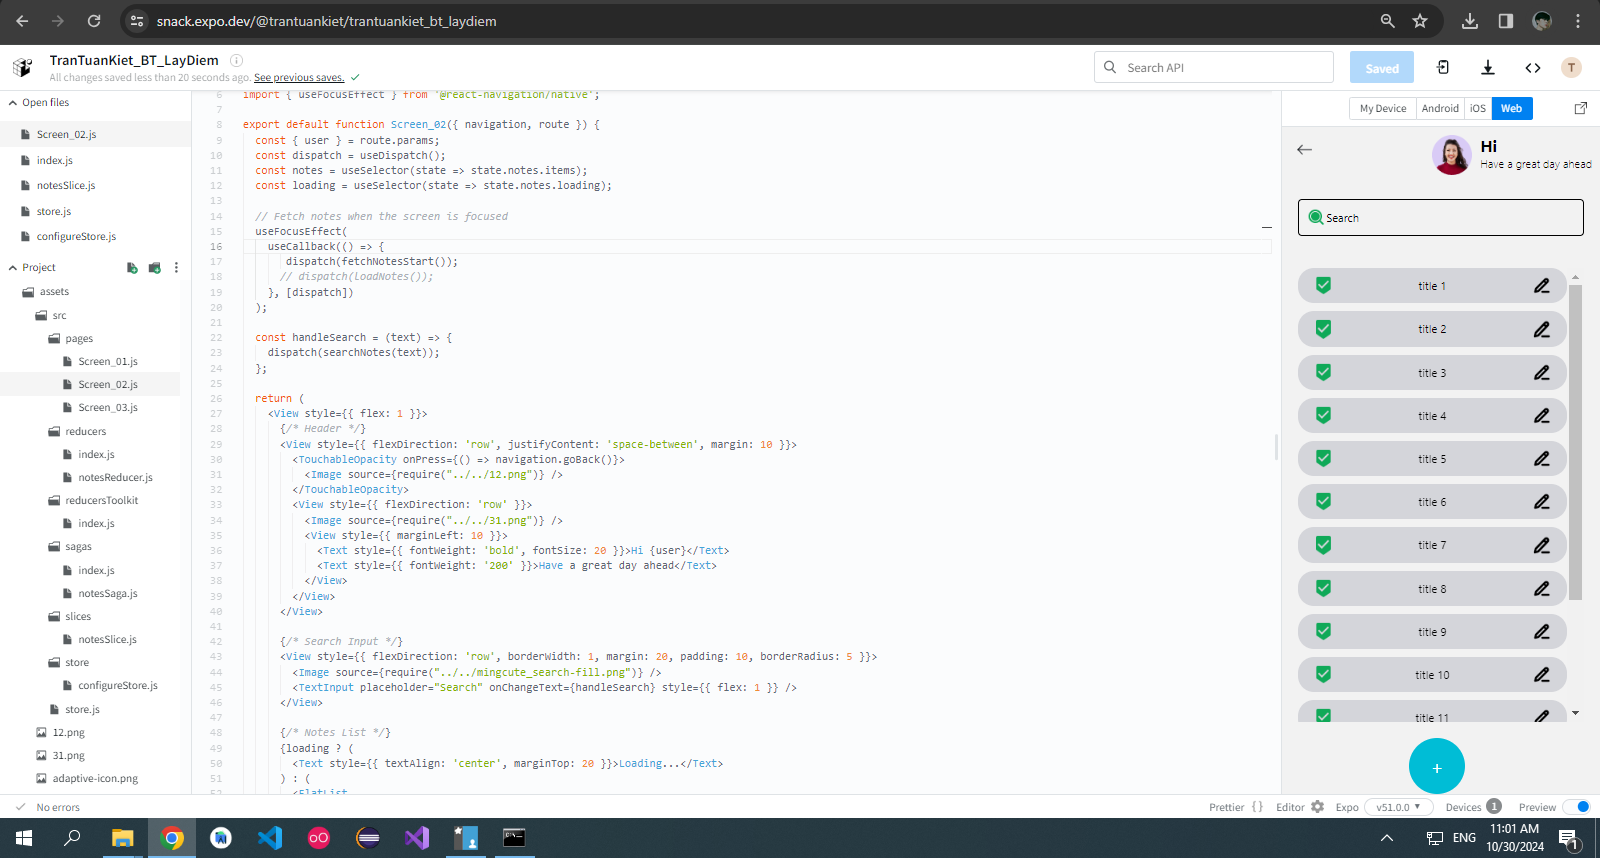 snack.expo.dev/@trantuankiet/trantuankiet_bt_laydiem
TranTuanKiet_BT_LayDiem
All changes saved less than 20 seconds ago. See previous saves.
Search API
Saved
T
Open files
Screen_02.js
index.js
notesSlice.js
store.js
configureStore.js
Project
assets
src
pages
Screen_01.js
Screen_02.js
Screen_03.js
reducers
index.js
notesReducer.js
reducersToolkit
index.js
sagas
index.js
notesSaga.js
slices
notesSlice.js
store
configureStore.js
store.js
12.png
31.png
adaptive-icon.png
6 import { useFocusEffect } from '@react-navigation/native';
7
8 export default function Screen_02({ navigation, route }) {
9 const { user } = route.params;
10 const dispatch = useDispatch();
11 const notes = useSelector(state => state.notes.items);
12 const loading = useSelector(state => state.notes.loading);
13
14 // Fetch notes when the screen is focused
15 useFocusEffect(
16 useCallback(() => {
17 dispatch(fetchNotesStart());
18 // dispatch(loadNotes());
19 }, [dispatch])
20 );
21
22 const handleSearch = (text) => {
23 dispatch(searchNotes(text));
24 };
25
26 return (
27 <View style={{ flex: 1 }}>
28 {/* Header */}
29 <View style={{ flexDirection: 'row', justifyContent: 'space-between', margin: 10 }}>
30 <TouchableOpacity onPress={() => navigation.goBack()}>
31 <Image source={require("../../12.png")} />
32 </TouchableOpacity>
33 <View style={{ flexDirection: 'row' }}>
34 <Image source={require("../../31.png")} />
35 <View style={{ marginLeft: 10 }}>
36 <Text style={{ fontWeight: 'bold', fontSize: 20 }}>Hi {user}</Text>
37 <Text style={{ fontWeight: '200' }}>Have a great day ahead</Text>
38 </View>
39 </View>
40 </View>
41
42 {/* Search Input */}
43 <View style={{ flexDirection: 'row', borderWidth: 1, margin: 20, padding: 10, borderRadius: 5 }}>
44 <Image source={require("../../mingcute_search-fill.png")} />
45 <TextInput placeholder="Search" onChangeText={handleSearch} style={{ flex: 1 }} />
46 </View>
47
48 {/* Notes List */}
49 {loading ? (
50 <Text style={{ textAlign: 'center', marginTop: 20 }}>Loading...</Text>
51 ) : (
52 <FlatList
My Device Android iOS Web
Hi
Have a great day ahead
Search
title 1
title 2
title 3
title 4
title 5
title 6
title 7
title 8
title 9
title 10
title 11
+
No errors
Prettier {} Editor Expo v51.0.0 Devices 1 Preview
ENG
11:01 AM
10/30/2024
1